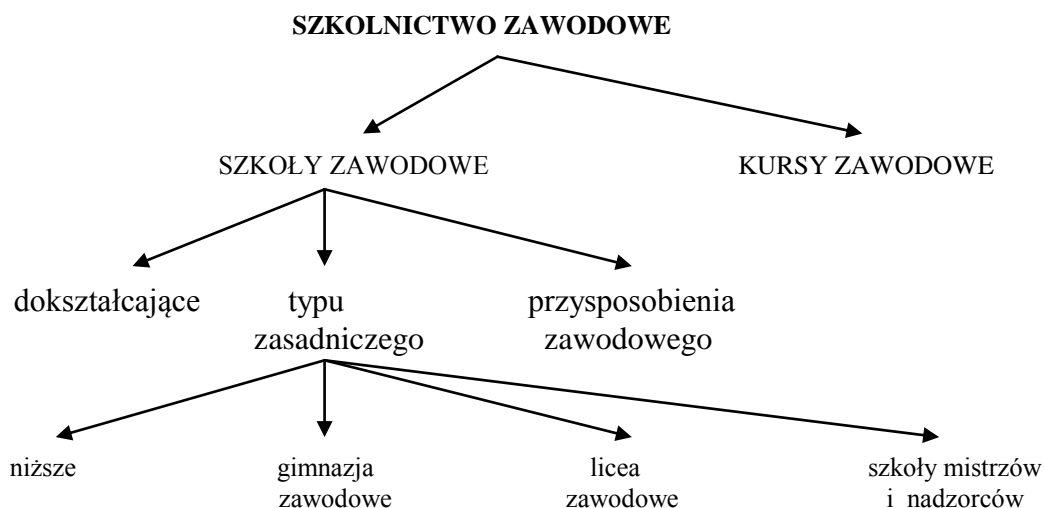 SZKOLNICTWO ZAWODOWE
SZKOŁY ZAWODOWE
KURSY ZAWODOWE
dokształcające
typu
zasadniczego
przysposobienia
zawodowego
niższe
gimnazja
zawodowe
licea
zawodowe
szkoły mistrzów
i nadzorców